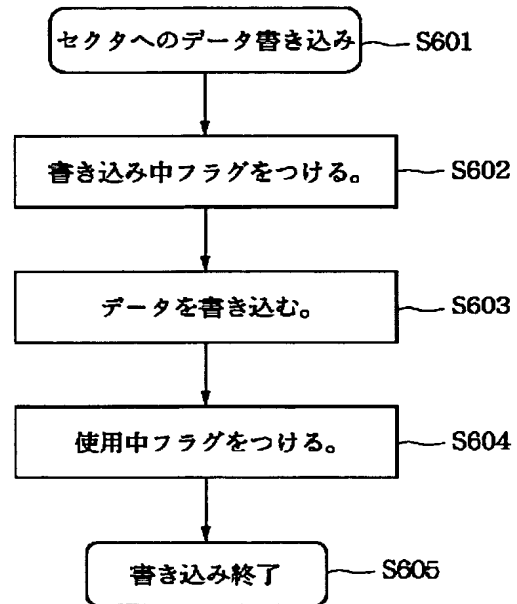 セクタへのデータ書き込み S601
書き込み中フラグをつける。 S602
データを書き込む。 S603
使用中フラグをつける。 S604
書き込み終了 S605